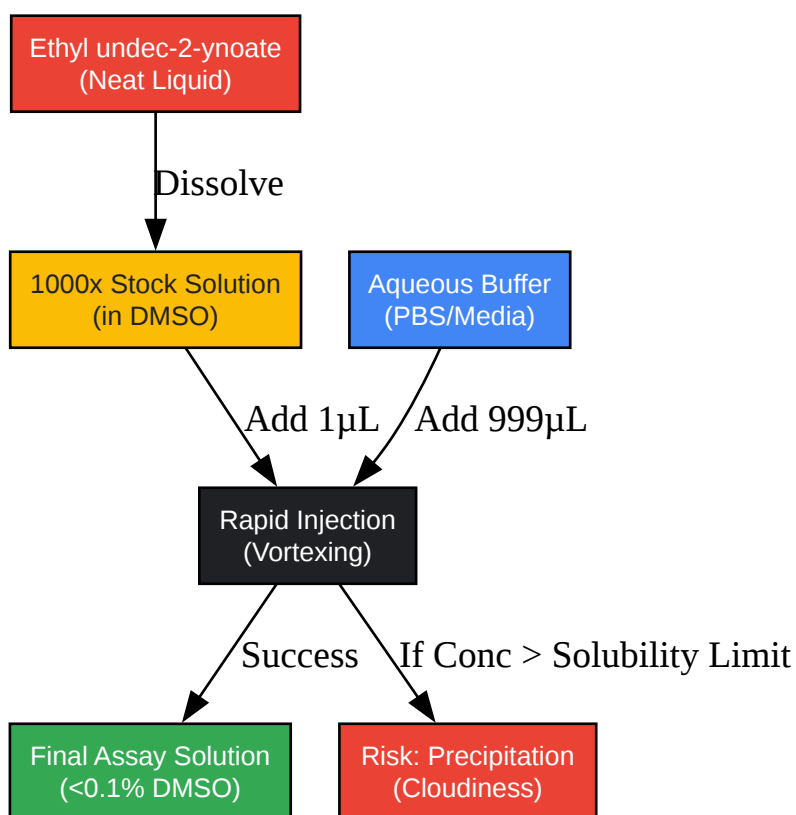 Ethyl undec-2-ynoate
(Neat Liquid)
Dissolve
1000x Stock Solution
(in DMSO)
Aqueous Buffer
(PBS/Media)
Add 1µL
Add 999µL
Rapid Injection
(Vortexing)
Success
If Conc > Solubility Limit
Final Assay Solution
(<0.1% DMSO)
Risk: Precipitation
(Cloudiness)